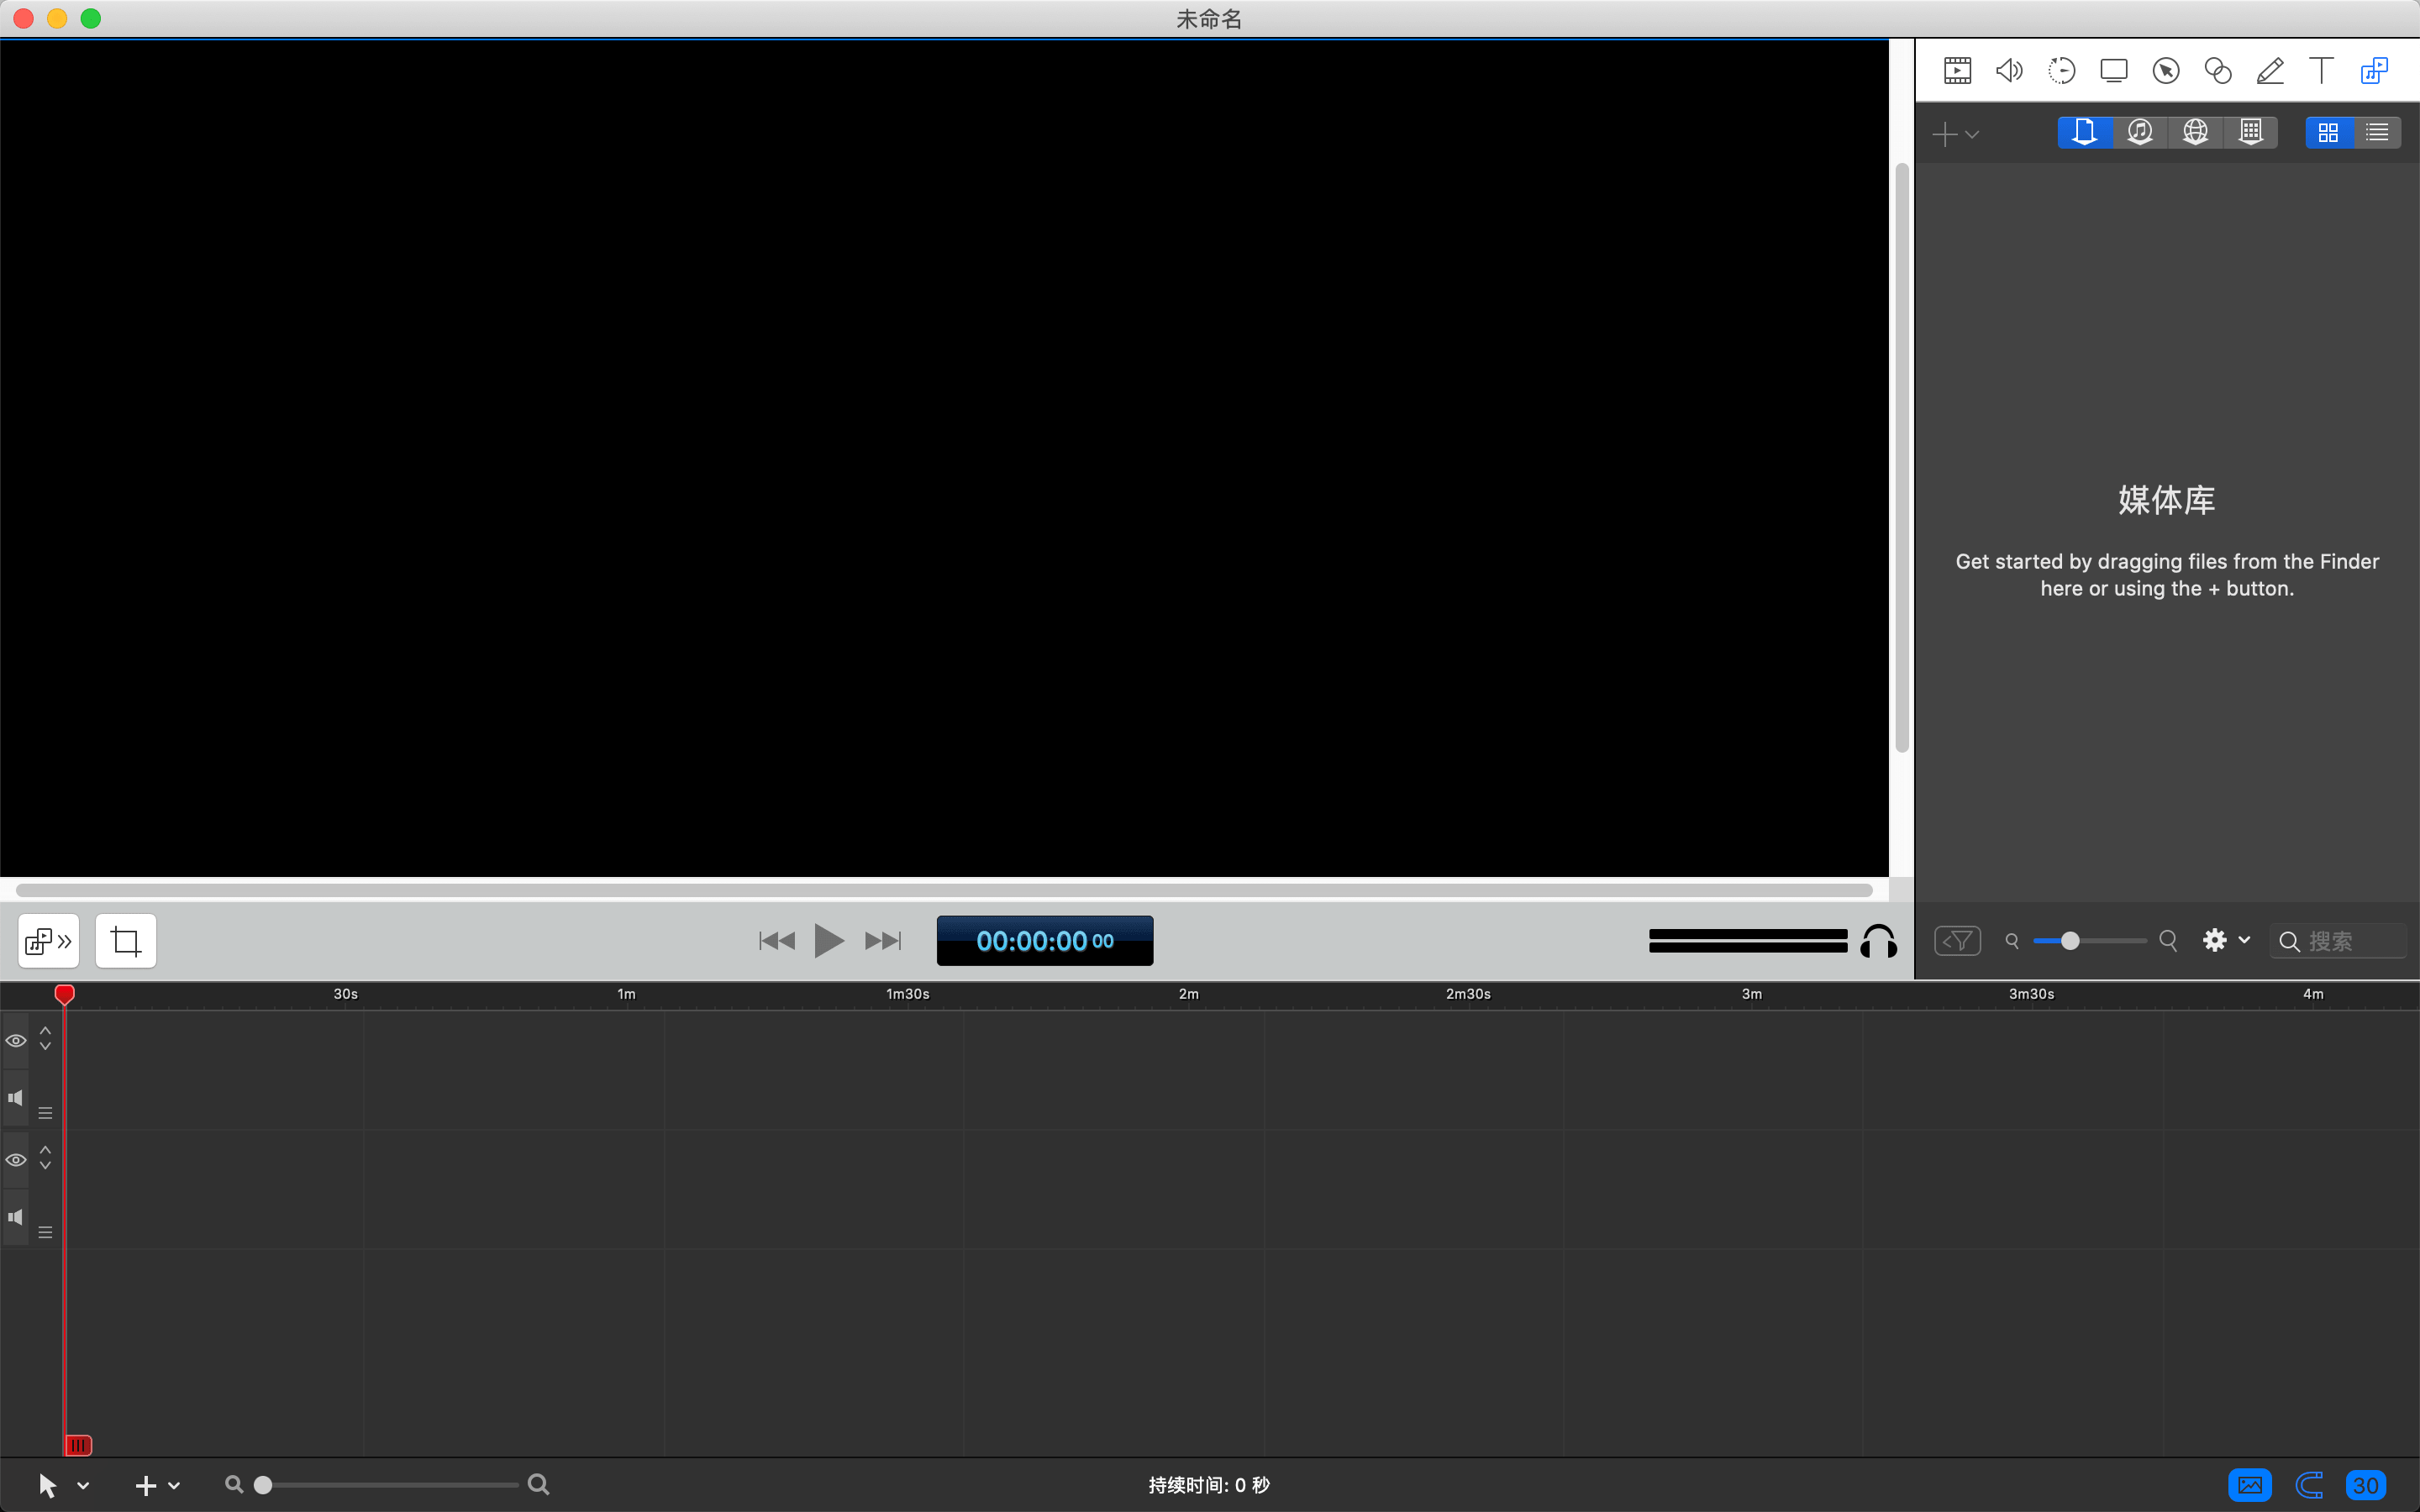 未命名
媒体库
Get started by dragging files from the Finder
here or using the + button.
00:00:00 00
搜索
30s 1m 1m30s 2m 2m30s 3m 3m30s 4m
持续时间: 0 秒
30